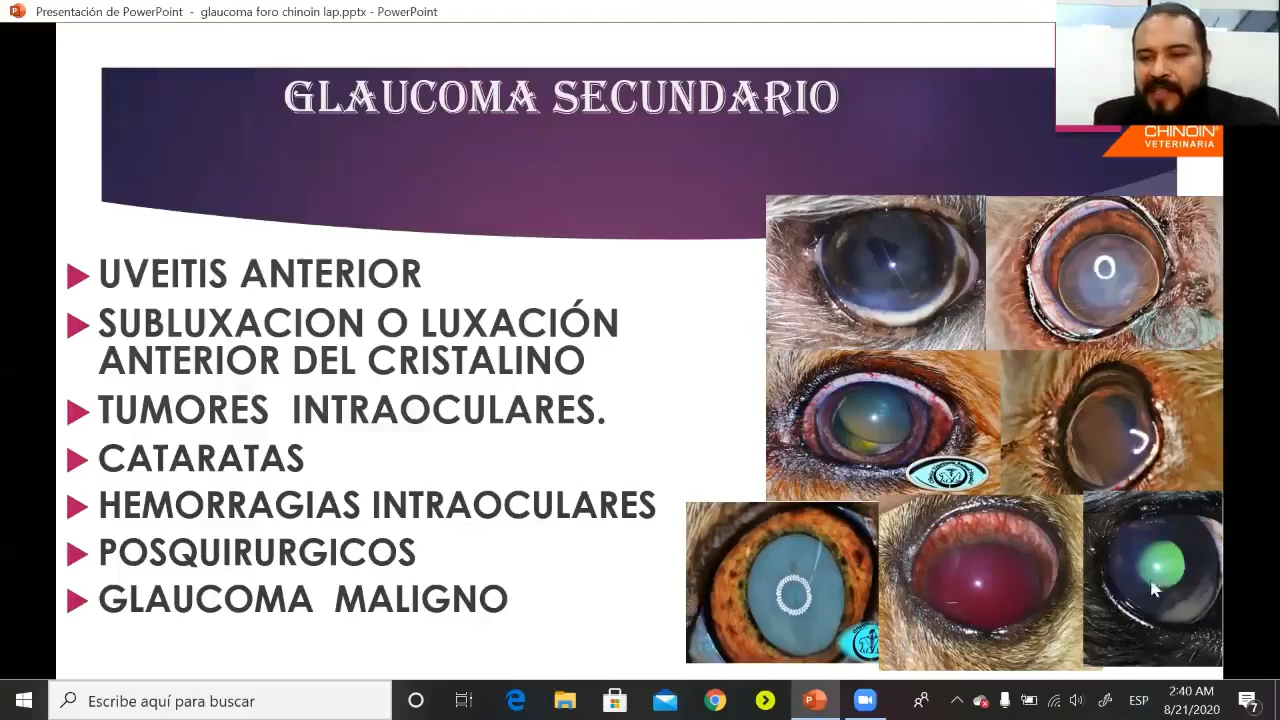 Presentación de PowerPoint - glaucoma foro chinoin lap.pptx - PowerPoint
GLAUCOMA SECUNDARIO
CHINOIN®
VETERINARIA
UVEITIS ANTERIOR
SUBLUXACION O LUXACIÓN
ANTERIOR DEL CRISTALINO
TUMORES INTRAOCULARES.
CATARATAS
HEMORRAGIAS INTRAOCULARES
POSQUIRURGICOS
GLAUCOMA MALIGNO
Escribe aquí para buscar
ESP
2:40 AM
8/21/2020
7